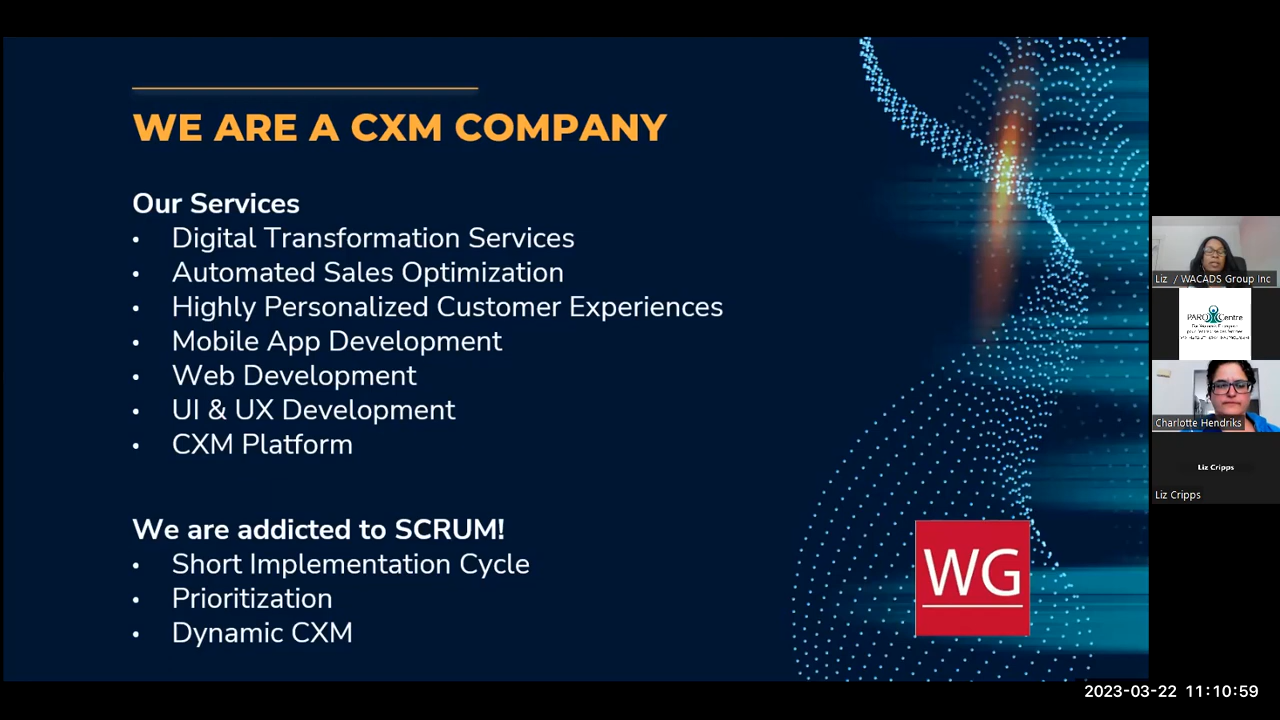 WE ARE A CXM COMPANY
Our Services
• Digital Transformation Services
• Automated Sales Optimization
• Highly Personalized Customer Experiences
• Mobile App Development
• Web Development
• UI & UX Development
• CXM Platform
We are addicted to SCRUM!
• Short Implementation Cycle
• Prioritization
• Dynamic CXM
WG
Liz / WACADS Group Inc
PARO Centre
Charlotte Hendriks
Liz Cripps
Liz Cripps
2023-03-22 11:10:59